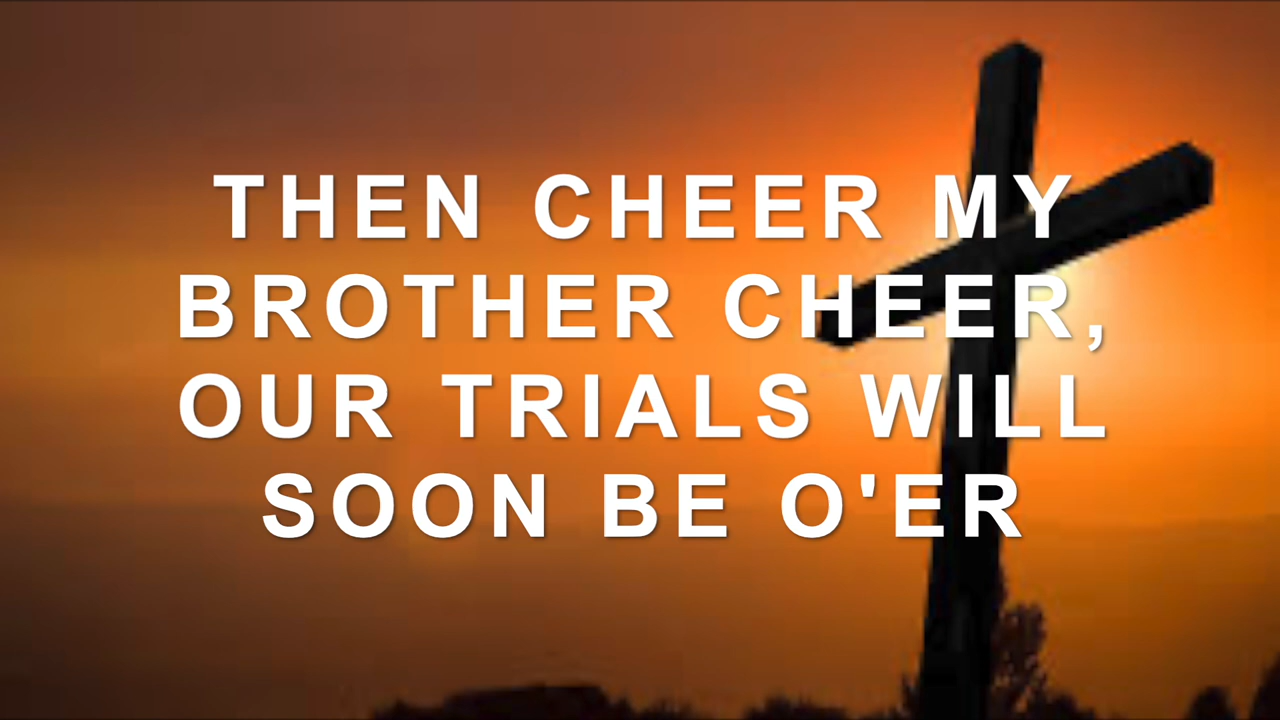 THEN CHEER MY
BROTHER CHEER,
OUR TRIALS WILL
SOON BE O'ER